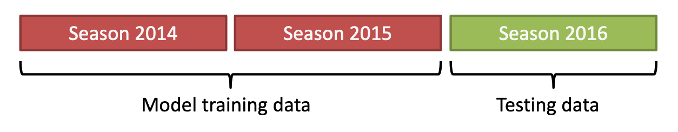 Season 2014
Season 2015
Season 2016
Model training data
Testing data